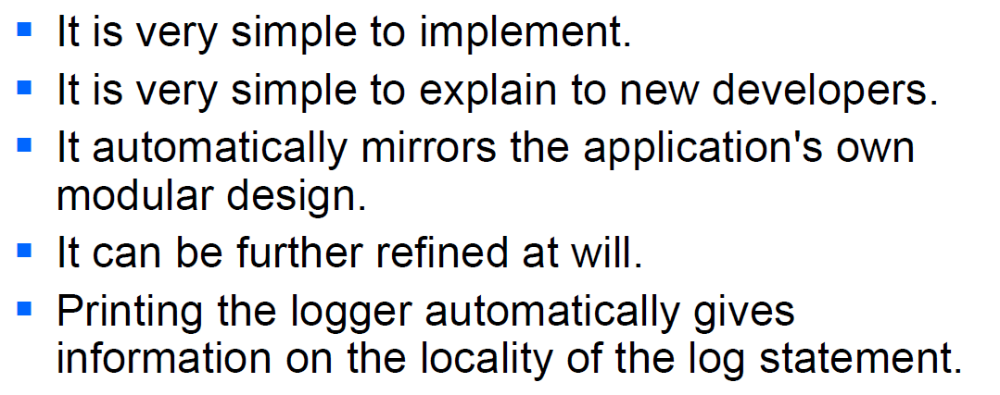 ▪ It is very simple to implement.
▪ It is very simple to explain to new developers.
▪ It automatically mirrors the application's own
modular design.
▪ It can be further refined at will.
▪ Printing the logger automatically gives
information on the locality of the log statement.